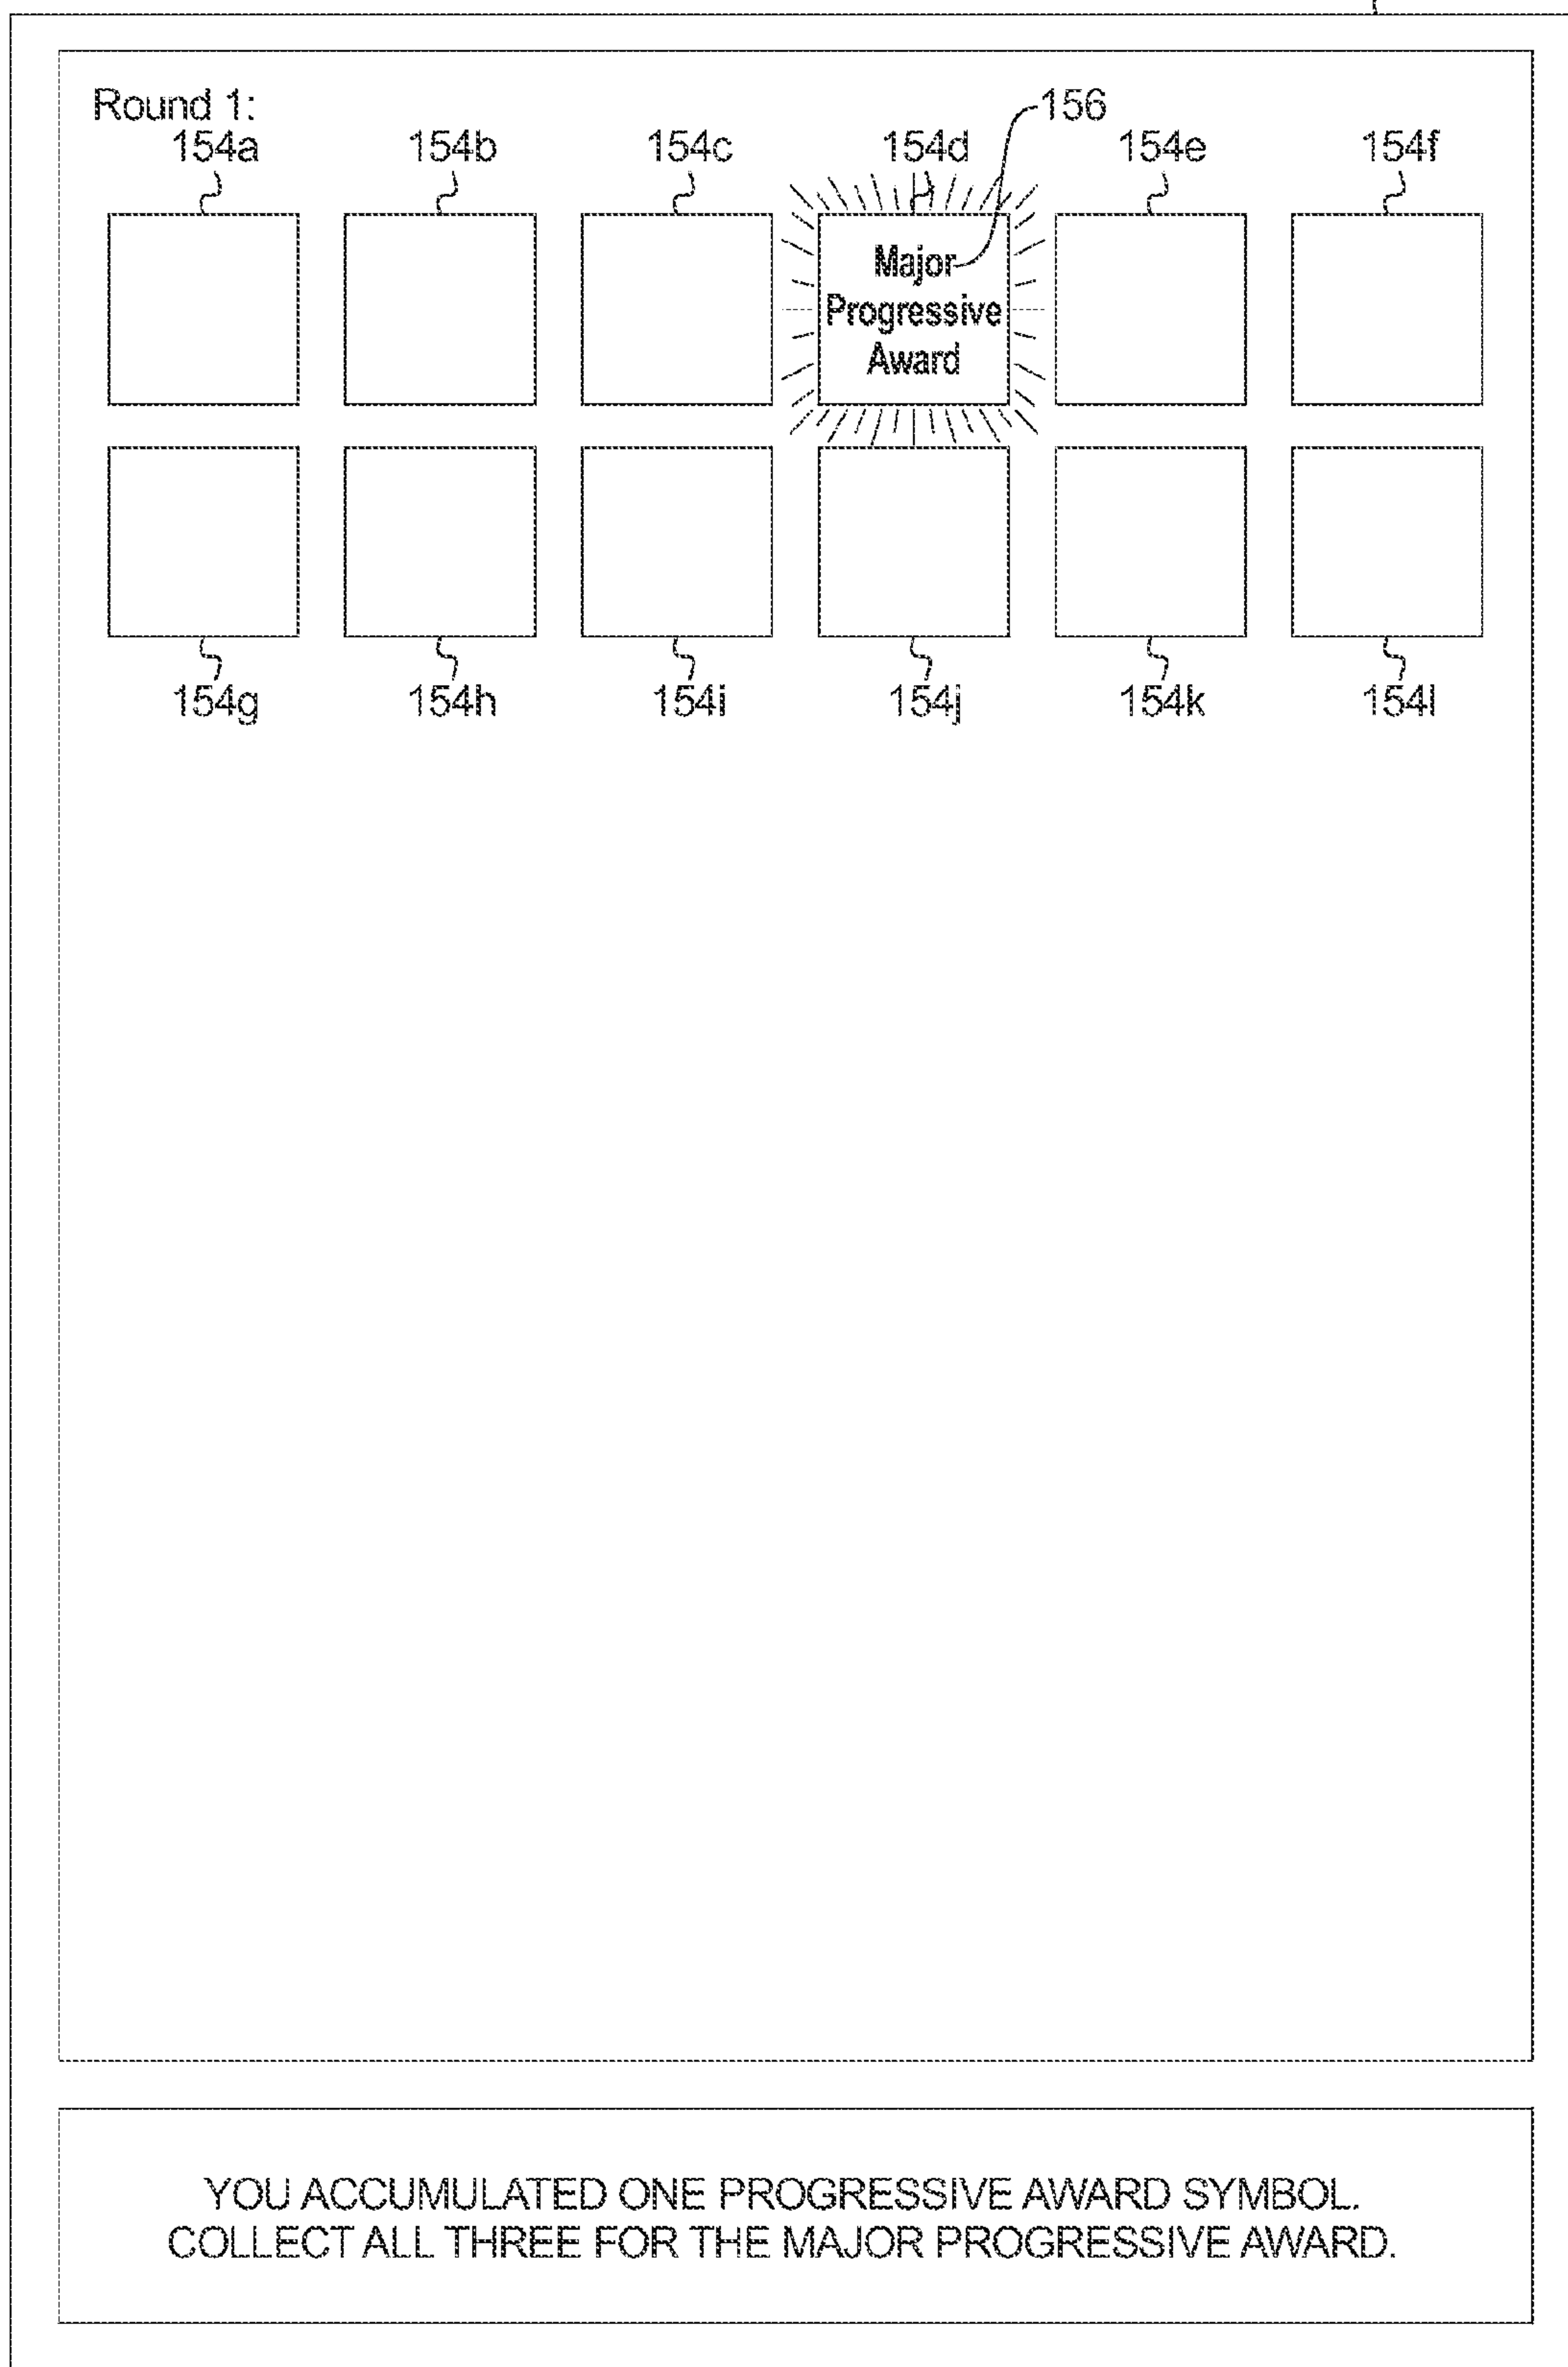 Round 1:
156
154a 154b 154c 154d 154e 154f
Major
Progressive
Award
154g 154h 154i 154j 154k 154l
YOU ACCUMULATED ONE PROGRESSIVE AWARD SYMBOL.
COLLECT ALL THREE FOR THE MAJOR PROGRESSIVE AWARD.